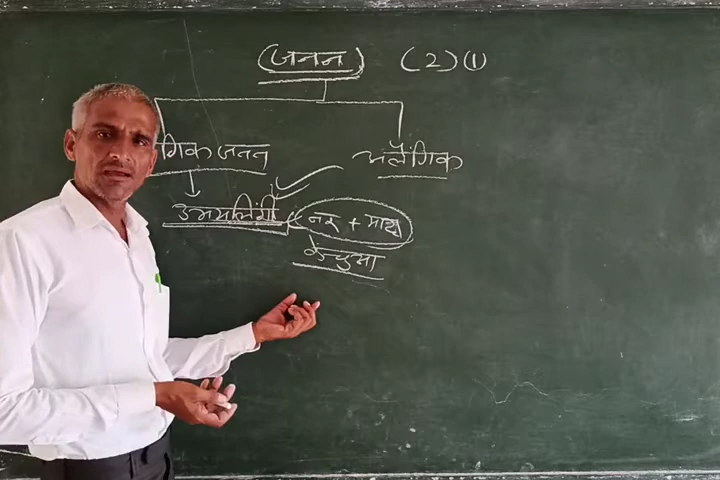 (जनन) (2) (1)
गिक जनन अलैंगिक
उभयलिंगी नर + मादा
केचुआ